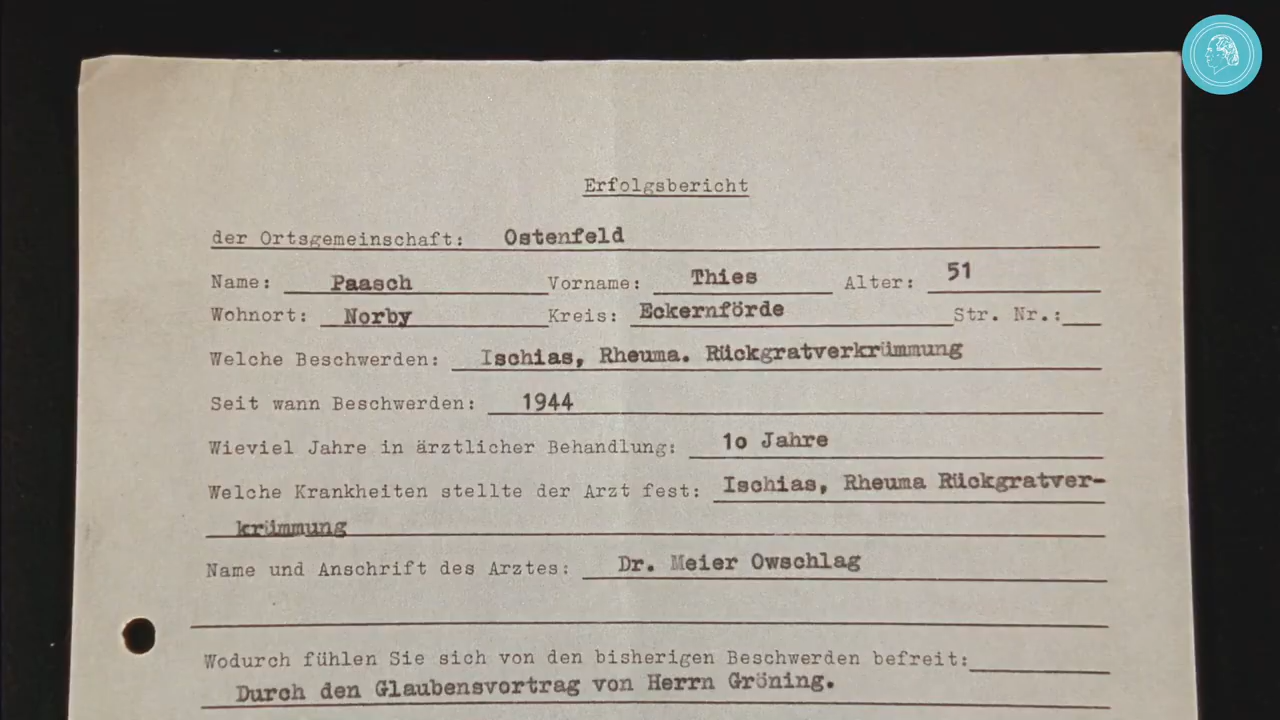 Erfolgsbericht
der Ortsgemeinschaft: Ostenfeld
Name: Paasch Vorname: Thies Alter: 51
Wohnort: Norby Kreis: Eckernförde Str. Nr.:
Welche Beschwerden: Ischias, Rheuma. Rückgratverkrümmung
Seit wann Beschwerden: 1944
Wieviel Jahre in ärztlicher Behandlung: 1o Jahre
Welche Krankheiten stellte der Arzt fest: Ischias, Rheuma Rückgratver-
krümmung
Name und Anschrift des Arztes: Dr. Meier Owschlag
Wodurch fühlen Sie sich von den bisherigen Beschwerden befreit:
Durch den Glaubensvortrag von Herrn Gröning.